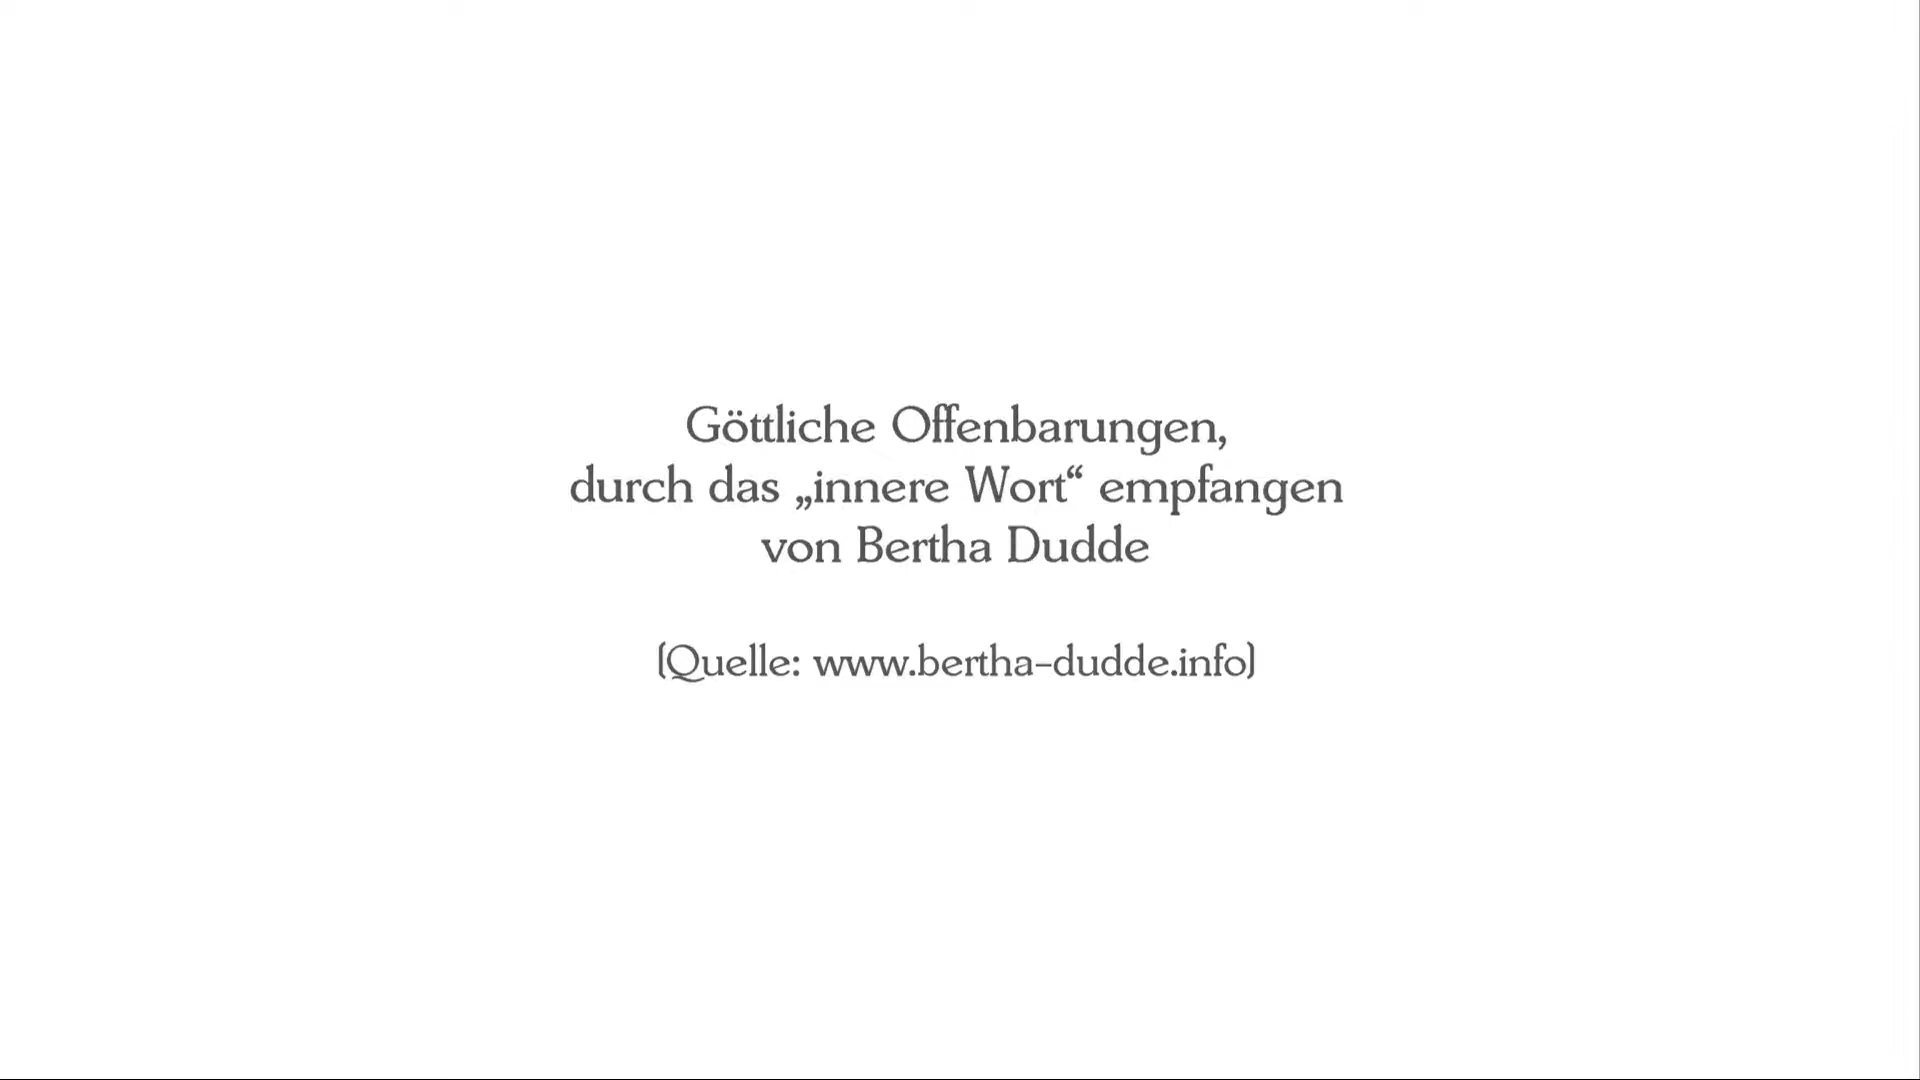 Göttliche Offenbarungen,
durch das „innere Wort“ empfangen
von Bertha Dudde
(Quelle: www.bertha-dudde.info)